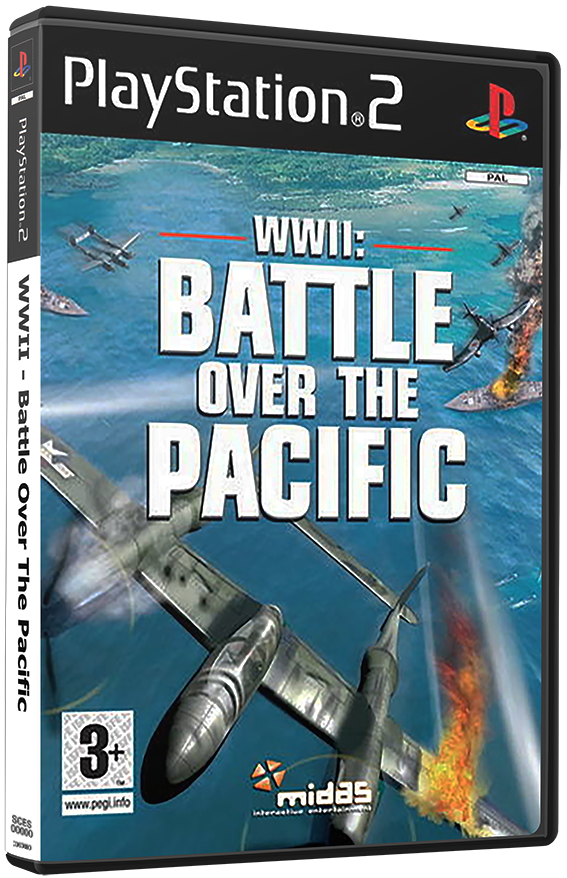 PlayStation®2
PAL
WWII:
BATTLE
OVER THE
PACIFIC
3+
www.pegi.info
midas
interactive entertainment
PAL
PlayStation®2
WWII - Battle Over The Pacific
SCES
00000